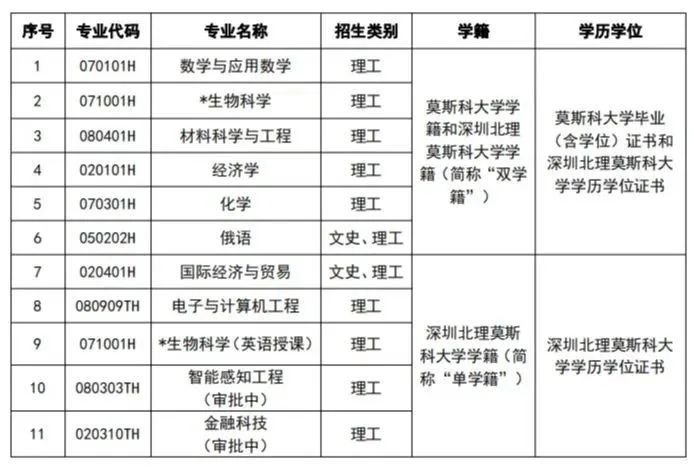 序号 专业代码 专业名称 招生类别 学籍 学历学位
1 070101H 数学与应用数学 理工
2 071001H *生物科学 理工
3 080401H 材料科学与工程 理工
4 020101H 经济学 理工
5 070301H 化学 理工
6 050202H 俄语 文史、理工
莫斯科大学学
籍和深圳北理
莫斯科大学学
籍(简称“双学
籍”)
莫斯科大学毕业
(含学位)证书和
深圳北理莫斯科大
学学历学位证书
7 020401H 国际经济与贸易 文史、理工
8 080909TH 电子与计算机工程 理工
9 071001H *生物科学(英语授课) 理工
10 080303TH 智能感知工程
(审批中) 理工
11 020310TH 金融科技
(审批中) 理工
深圳北理莫斯
科大学学籍(简
称“单学籍”)
深圳北理莫斯科大
学学历学位证书